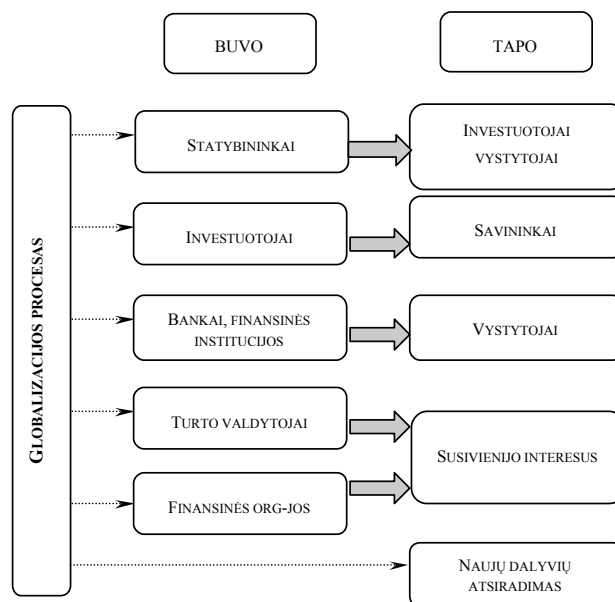 BUVO
TAPO
GLOBALIZACIJOS PROCESAS
STATYBININKAI
INVESTUOTOJAI
VYSTYTOJAI
INVESTUOTOJAI
SAVININKAI
BANKAI, FINANSINĖS
INSTITUCIJOS
VYSTYTOJAI
TURTO VALDYTOJAI
SUSIVIENIJO INTERESUS
FINANSINĖS ORG-JOS
NAUJŲ DALYVIŲ
ATSIRADIMAS